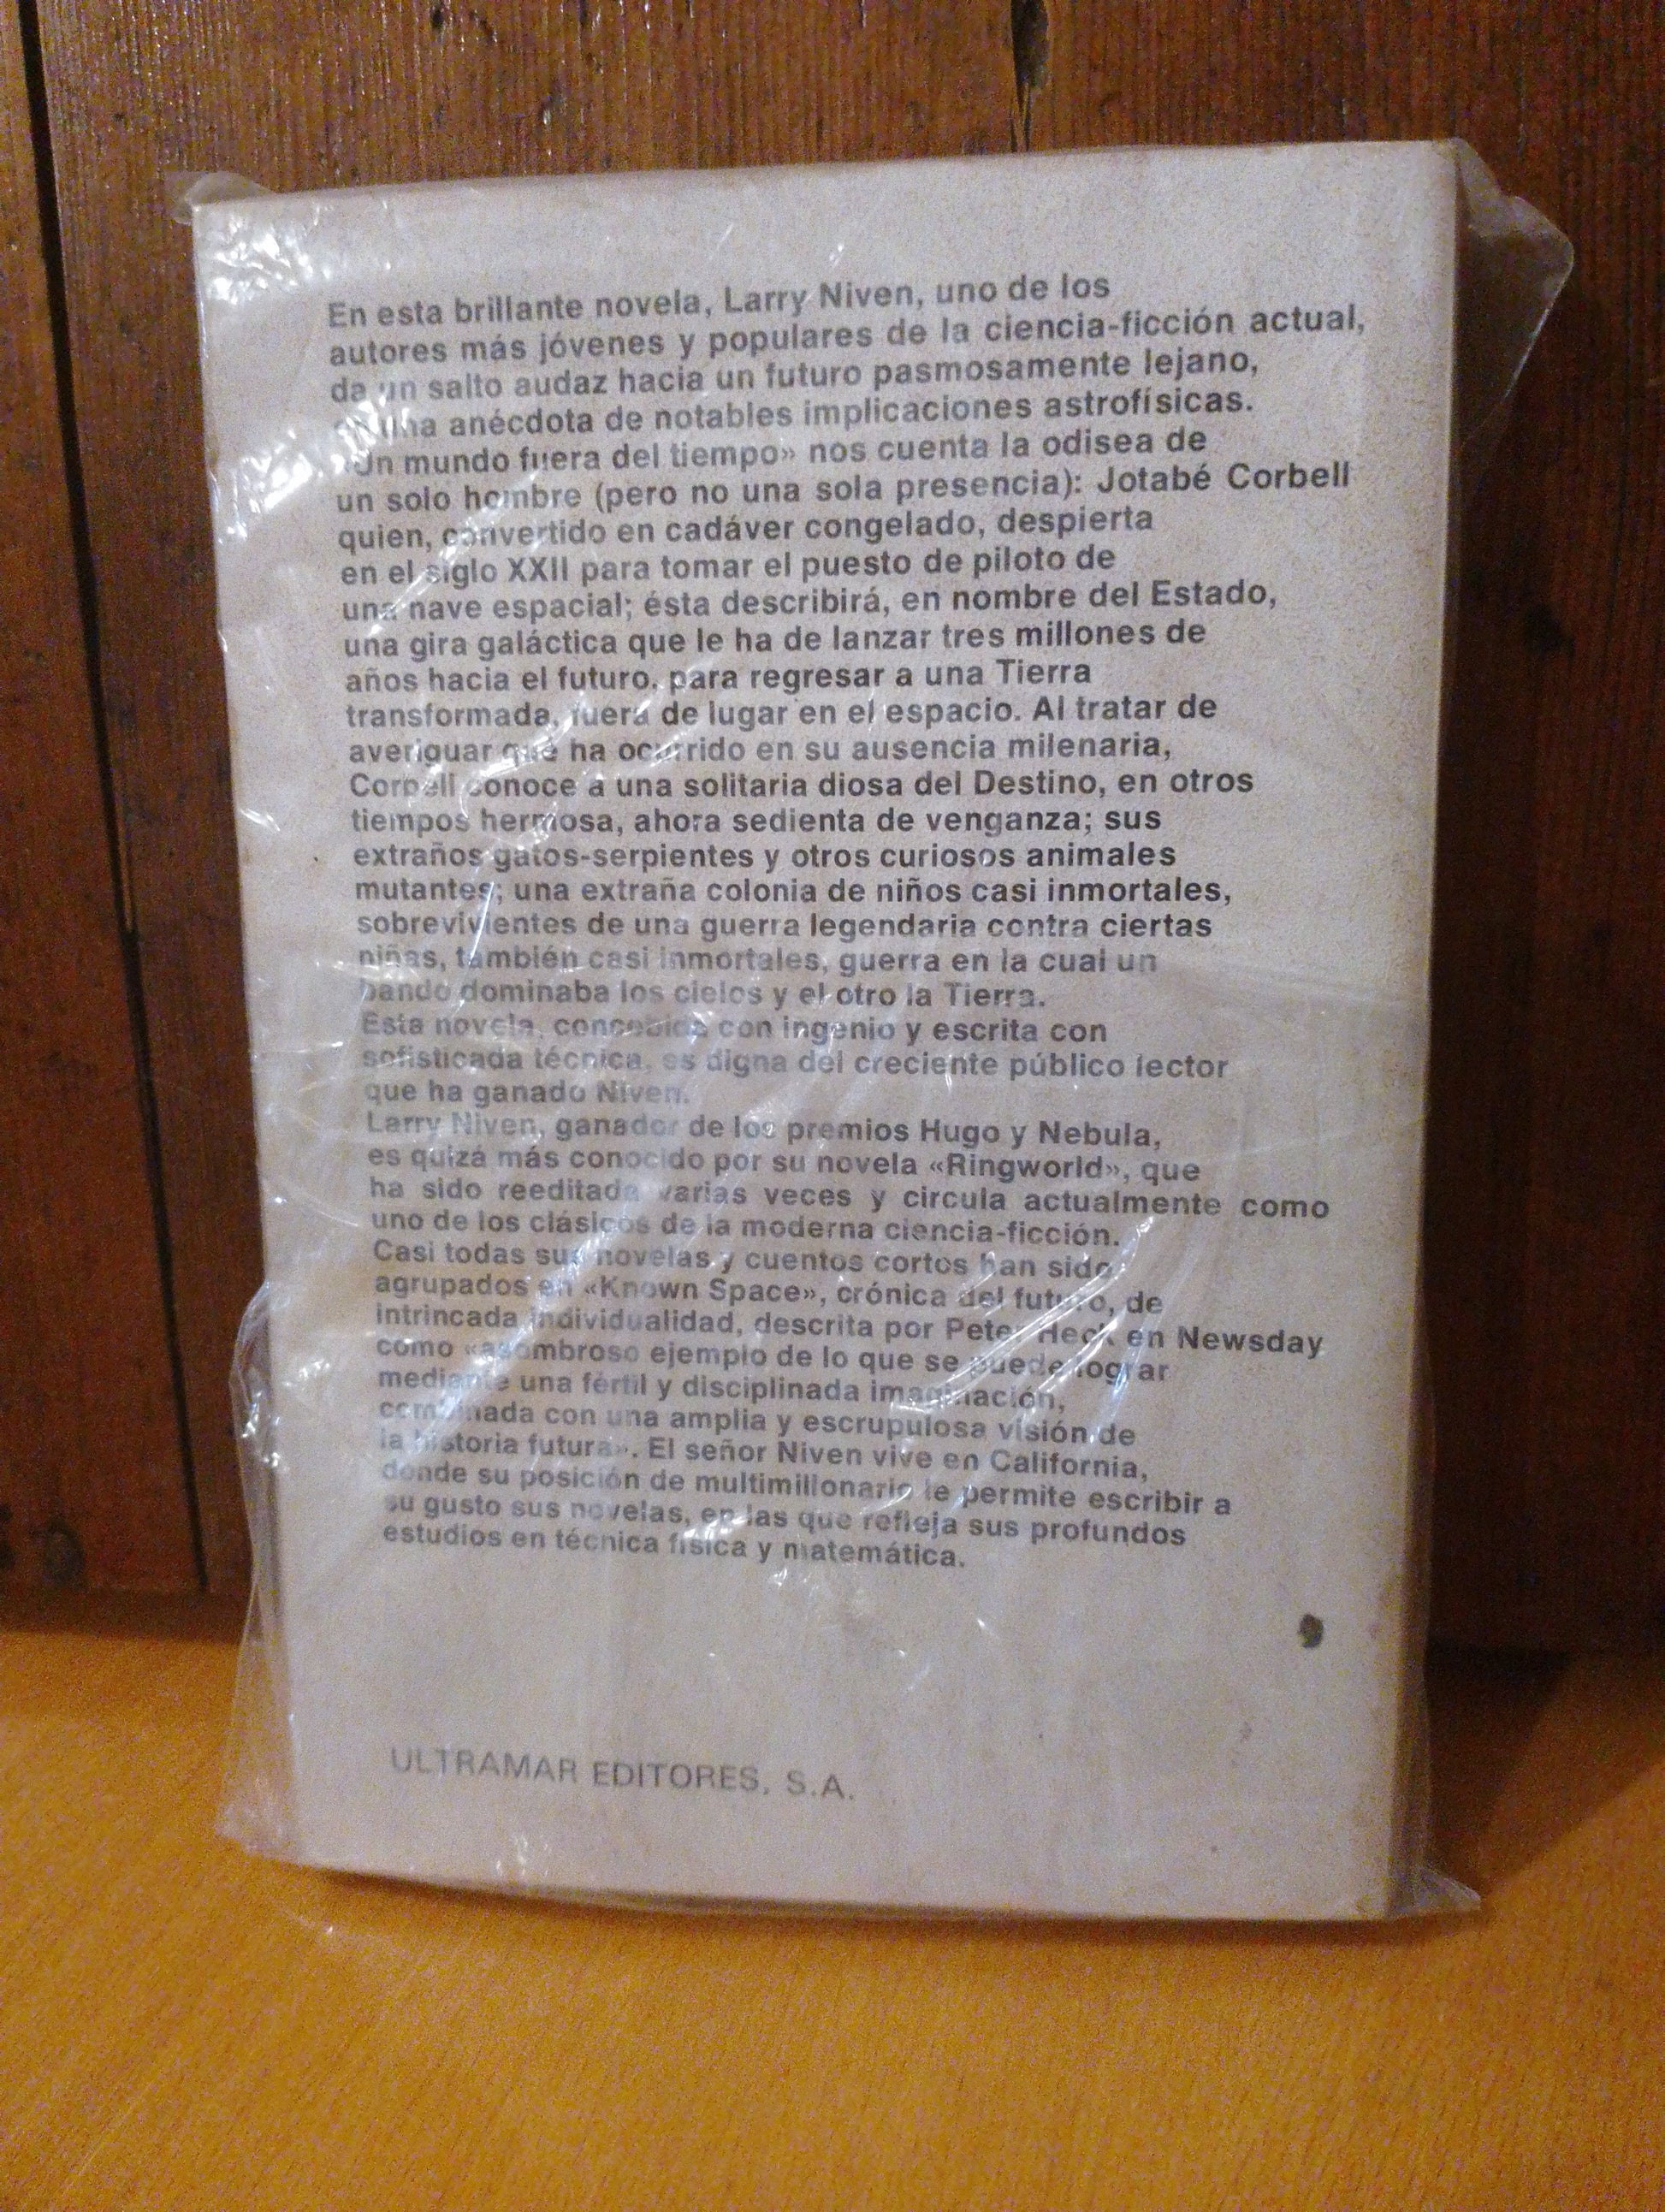 En esta brillante novela, Larry Niven, uno de los
autores más jóvenes y populares de la ciencia-ficción actual,
da un salto audaz hacia un futuro pasmosamente lejano,
en una anécdota de notables implicaciones astrofísicas.
«Un mundo fuera del tiempo» nos cuenta la odisea de
un solo hombre (pero no una sola presencia): Jotabé Corbell
quien, convertido en cadáver congelado, despierta
en el siglo XXII para tomar el puesto de piloto de
una nave espacial; ésta describirá, en nombre del Estado,
una gira galáctica que le ha de lanzar tres millones de
años hacia el futuro. para regresar a una Tierra
transformada, fuera de lugar en el espacio. Al tratar de
averiguar qué ha ocurrido en su ausencia milenaria,
Corbell conoce a una solitaria diosa del Destino, en otros
tiempos hermosa, ahora sedienta de venganza; sus
extraños gatos-serpientes y otros curiosos animales
mutantes; una extraña colonia de niños casi inmortales,
sobrevivientes de una guerra legendaria contra ciertas
niñas, también casi inmortales, guerra en la cual un
bando dominaba los cielos y el otro la Tierra.
Esta novela, concebida con ingenio y escrita con
sofisticada técnica, es digna del creciente público lector
que ha ganado Niven.
Larry Niven, ganador de los premios Hugo y Nebula,
es quizá más conocido por su novela «Ringworld», que
ha sido reeditada varias veces y circula actualmente como
uno de los clásicos de la moderna ciencia-ficción.
Casi todas sus novelas y cuentos cortos han sido
agrupados en «Known Space», crónica del futuro, de
intrincada individualidad, descrita por Peter Heck en Newsday
como «asombroso ejemplo de lo que se puede lograr
mediante una fértil y disciplinada imaginación,
combinada con una amplia y escrupulosa visión de
la historia futura». El señor Niven vive en California,
donde su posición de multimillonario le permite escribir a
su gusto sus novelas, en las que refleja sus profundos
estudios en técnica física y matemática.
ULTRAMAR EDITORES, S.A.